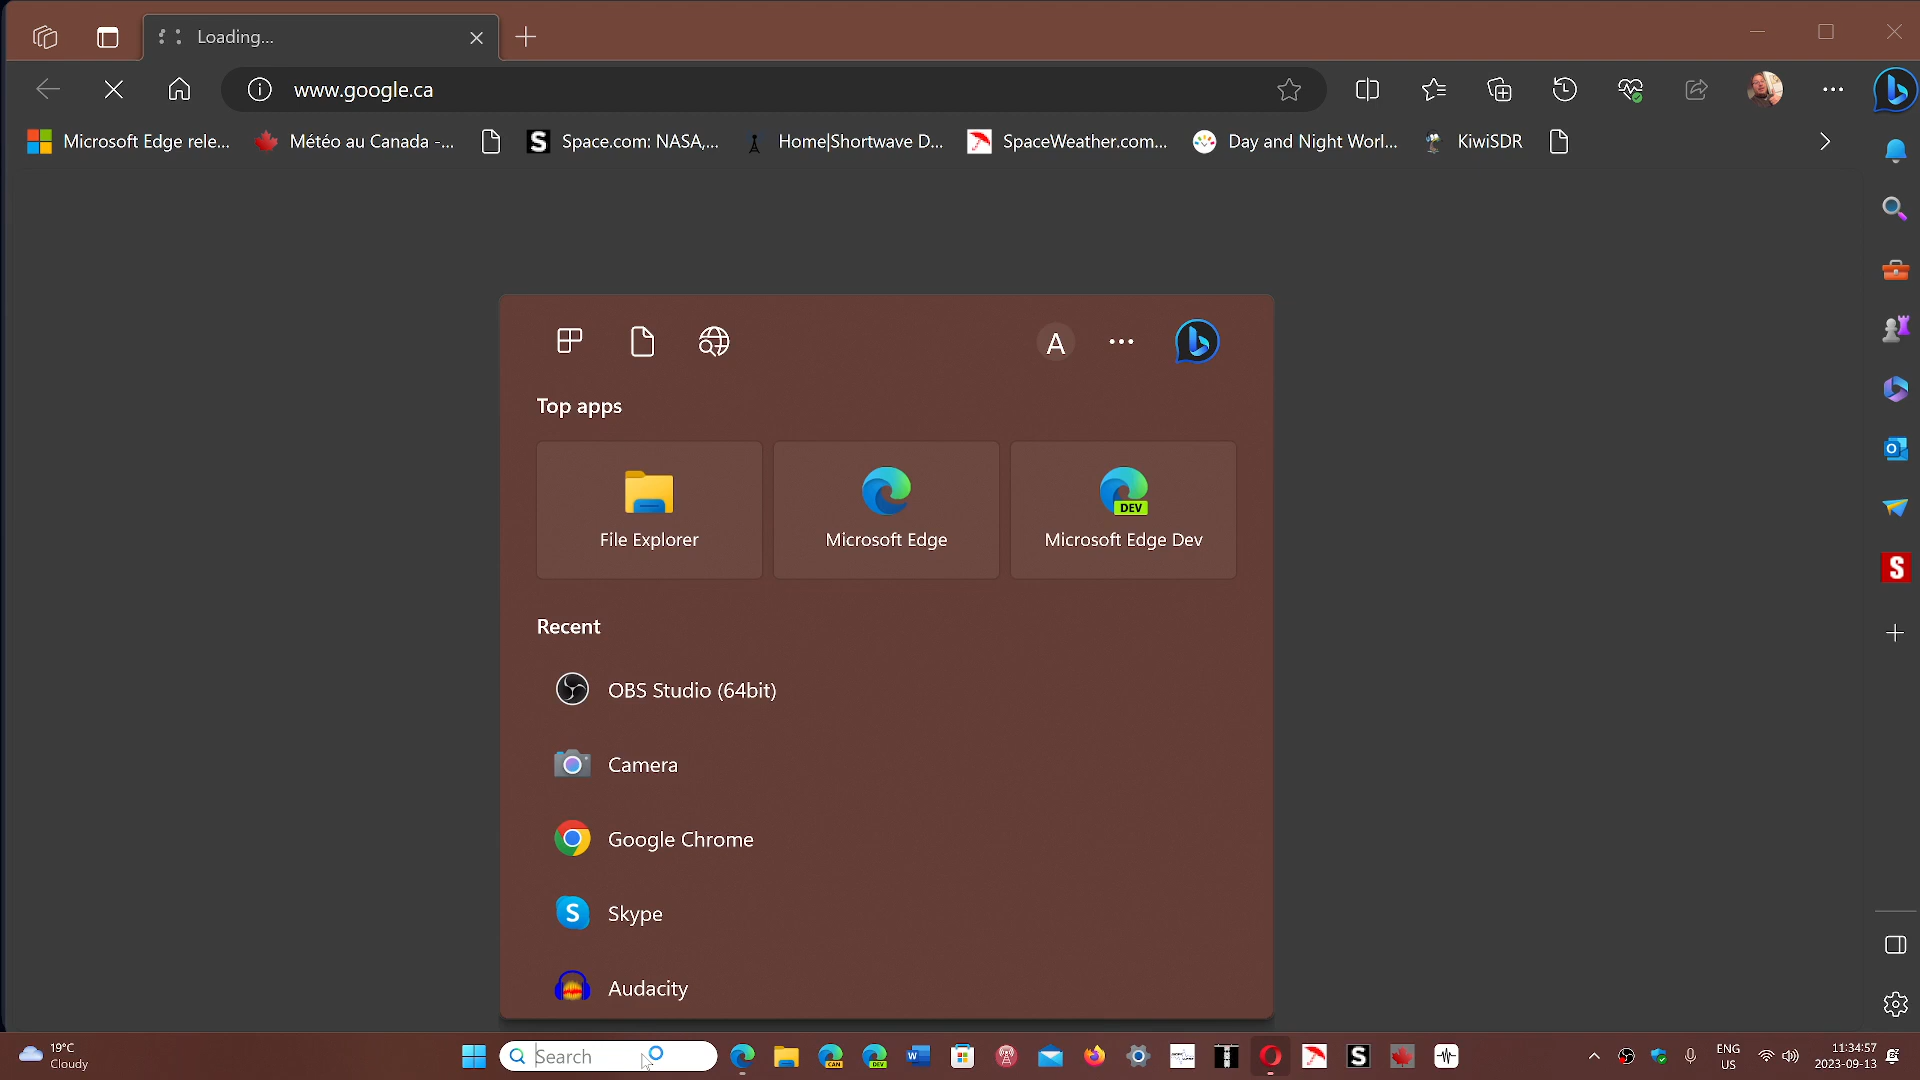 Loading...
www.google.ca
Microsoft Edge rele...
Météo au Canada -...
S
Space.com: NASA,...
Home|Shortwave D...
SpaceWeather.com...
Day and Night Worl...
KiwiSDR
A
Top apps
DEV
File Explorer
Microsoft Edge
Microsoft Edge Dev
Recent
OBS Studio (64bit)
Camera
Google Chrome
S
Skype
Audacity
S
19°C
Cloudy
Search
CAN
DEV
S
ENG
US
11:34:57
2023-09-13